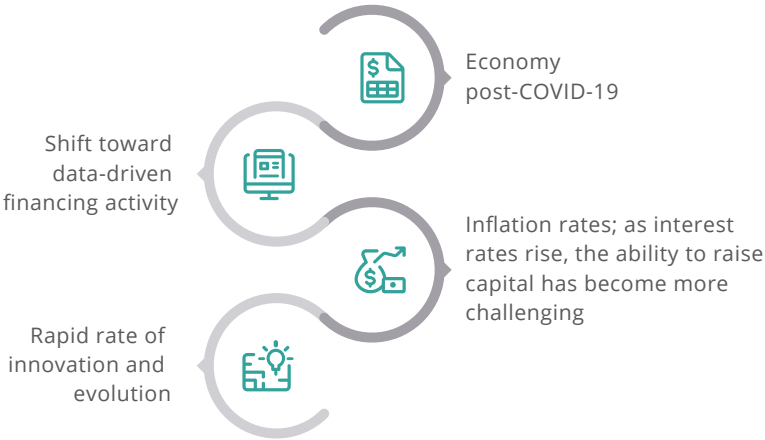 Economy
post-COVID-19
Shift toward
data-driven
financing activity
Inflation rates; as interest
rates rise, the ability to raise
capital has become more
challenging
Rapid rate of
innovation and
evolution